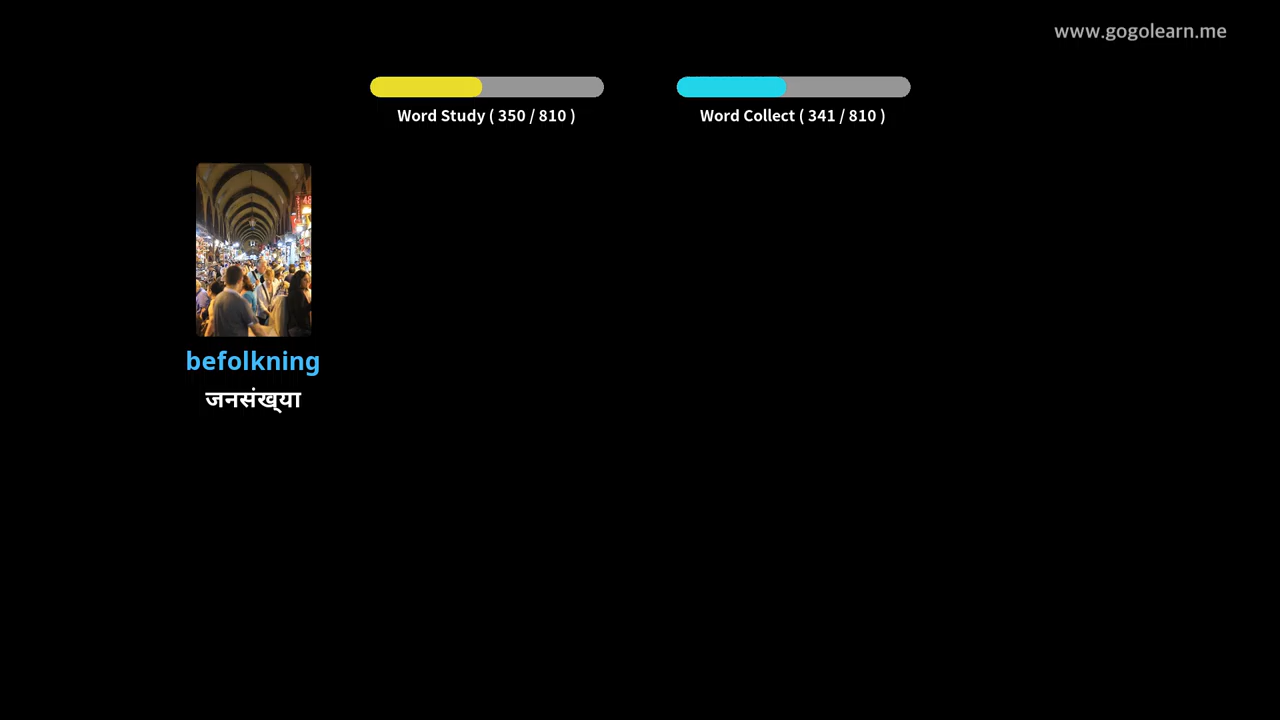 www.gogolearn.me
Word Study ( 350 / 810 )
Word Collect ( 341 / 810 )
befolkning
जनसंख्या